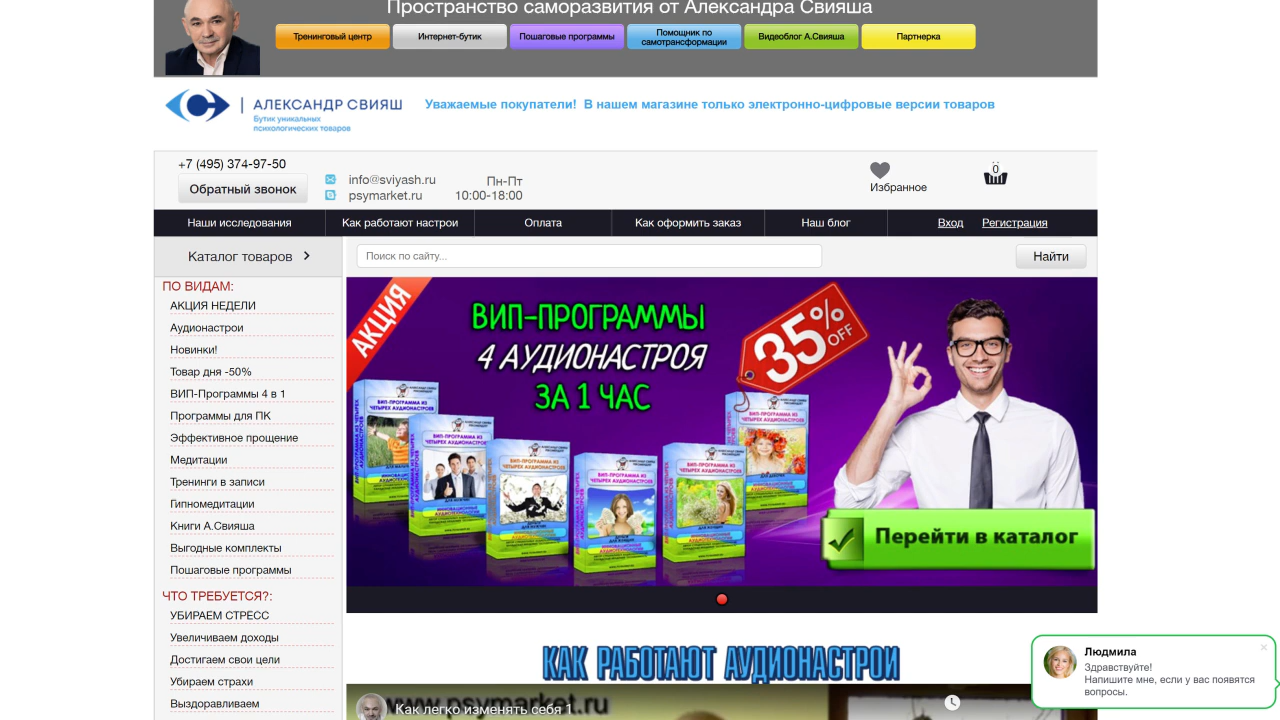 Пространство саморазвития от Александра Свияша
Тренинговый центр
Интернет-бутик
Пошаговые программы
Помощник по
самотрансформации
Видеоблог А.Свияша
Партнерка
АЛЕКСАНДР СВИЯШ
Бутик уникальных
психологических товаров
Уважаемые покупатели! В нашем магазине только электронно-цифровые версии товаров
+7 (495) 374-97-50
Обратный звонок
info@sviyash.ru
psymarket.ru
Пн-Пт
10:00-18:00
Избранное
0
Наши исследования
Как работают настрои
Оплата
Как оформить заказ
Наш блог
Вход
Регистрация
Каталог товаров
Поиск по сайту...
Найти
ПО ВИДАМ:
АКЦИЯ НЕДЕЛИ
Аудионастрои
Новинки!
Товар дня -50%
ВИП-Программы 4 в 1
Программы для ПК
Эффективное прощение
Медитации
Тренинги в записи
Гипномедитации
Книги А.Свияша
Выгодные комплекты
Пошаговые программы
ЧТО ТРЕБУЕТСЯ?:
УБИРАЕМ СТРЕСС
Увеличиваем доходы
Достигаем свои цели
Убираем страхи
Выздоравливаем
АКЦИЯ
ВИП-ПРОГРАММЫ
4 АУДИОНАСТРОЯ
ЗА 1 ЧАС
35% OFF
Перейти в каталог
КАК РАБОТАЮТ АУДИОНАСТРОИ
www.psymarket.ru
Как легко изменять себя 1
Людмила
Здравствуйте!
Напишите мне, если у вас появятся
вопросы.